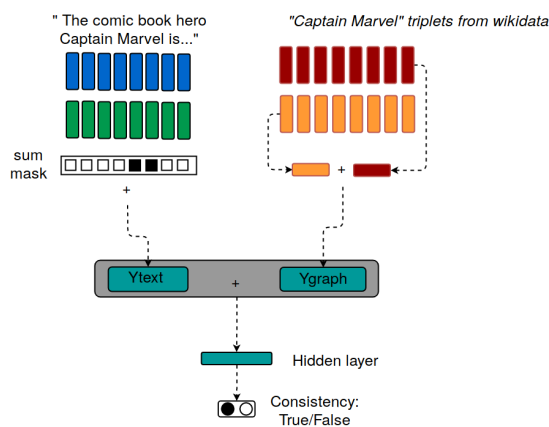 " The comic book hero
Captain Marvel is..."
"Captain Marvel" triplets from wikidata
sum
mask
+
+
Ytext
+
Ygraph
Hidden layer
Consistency:
True/False